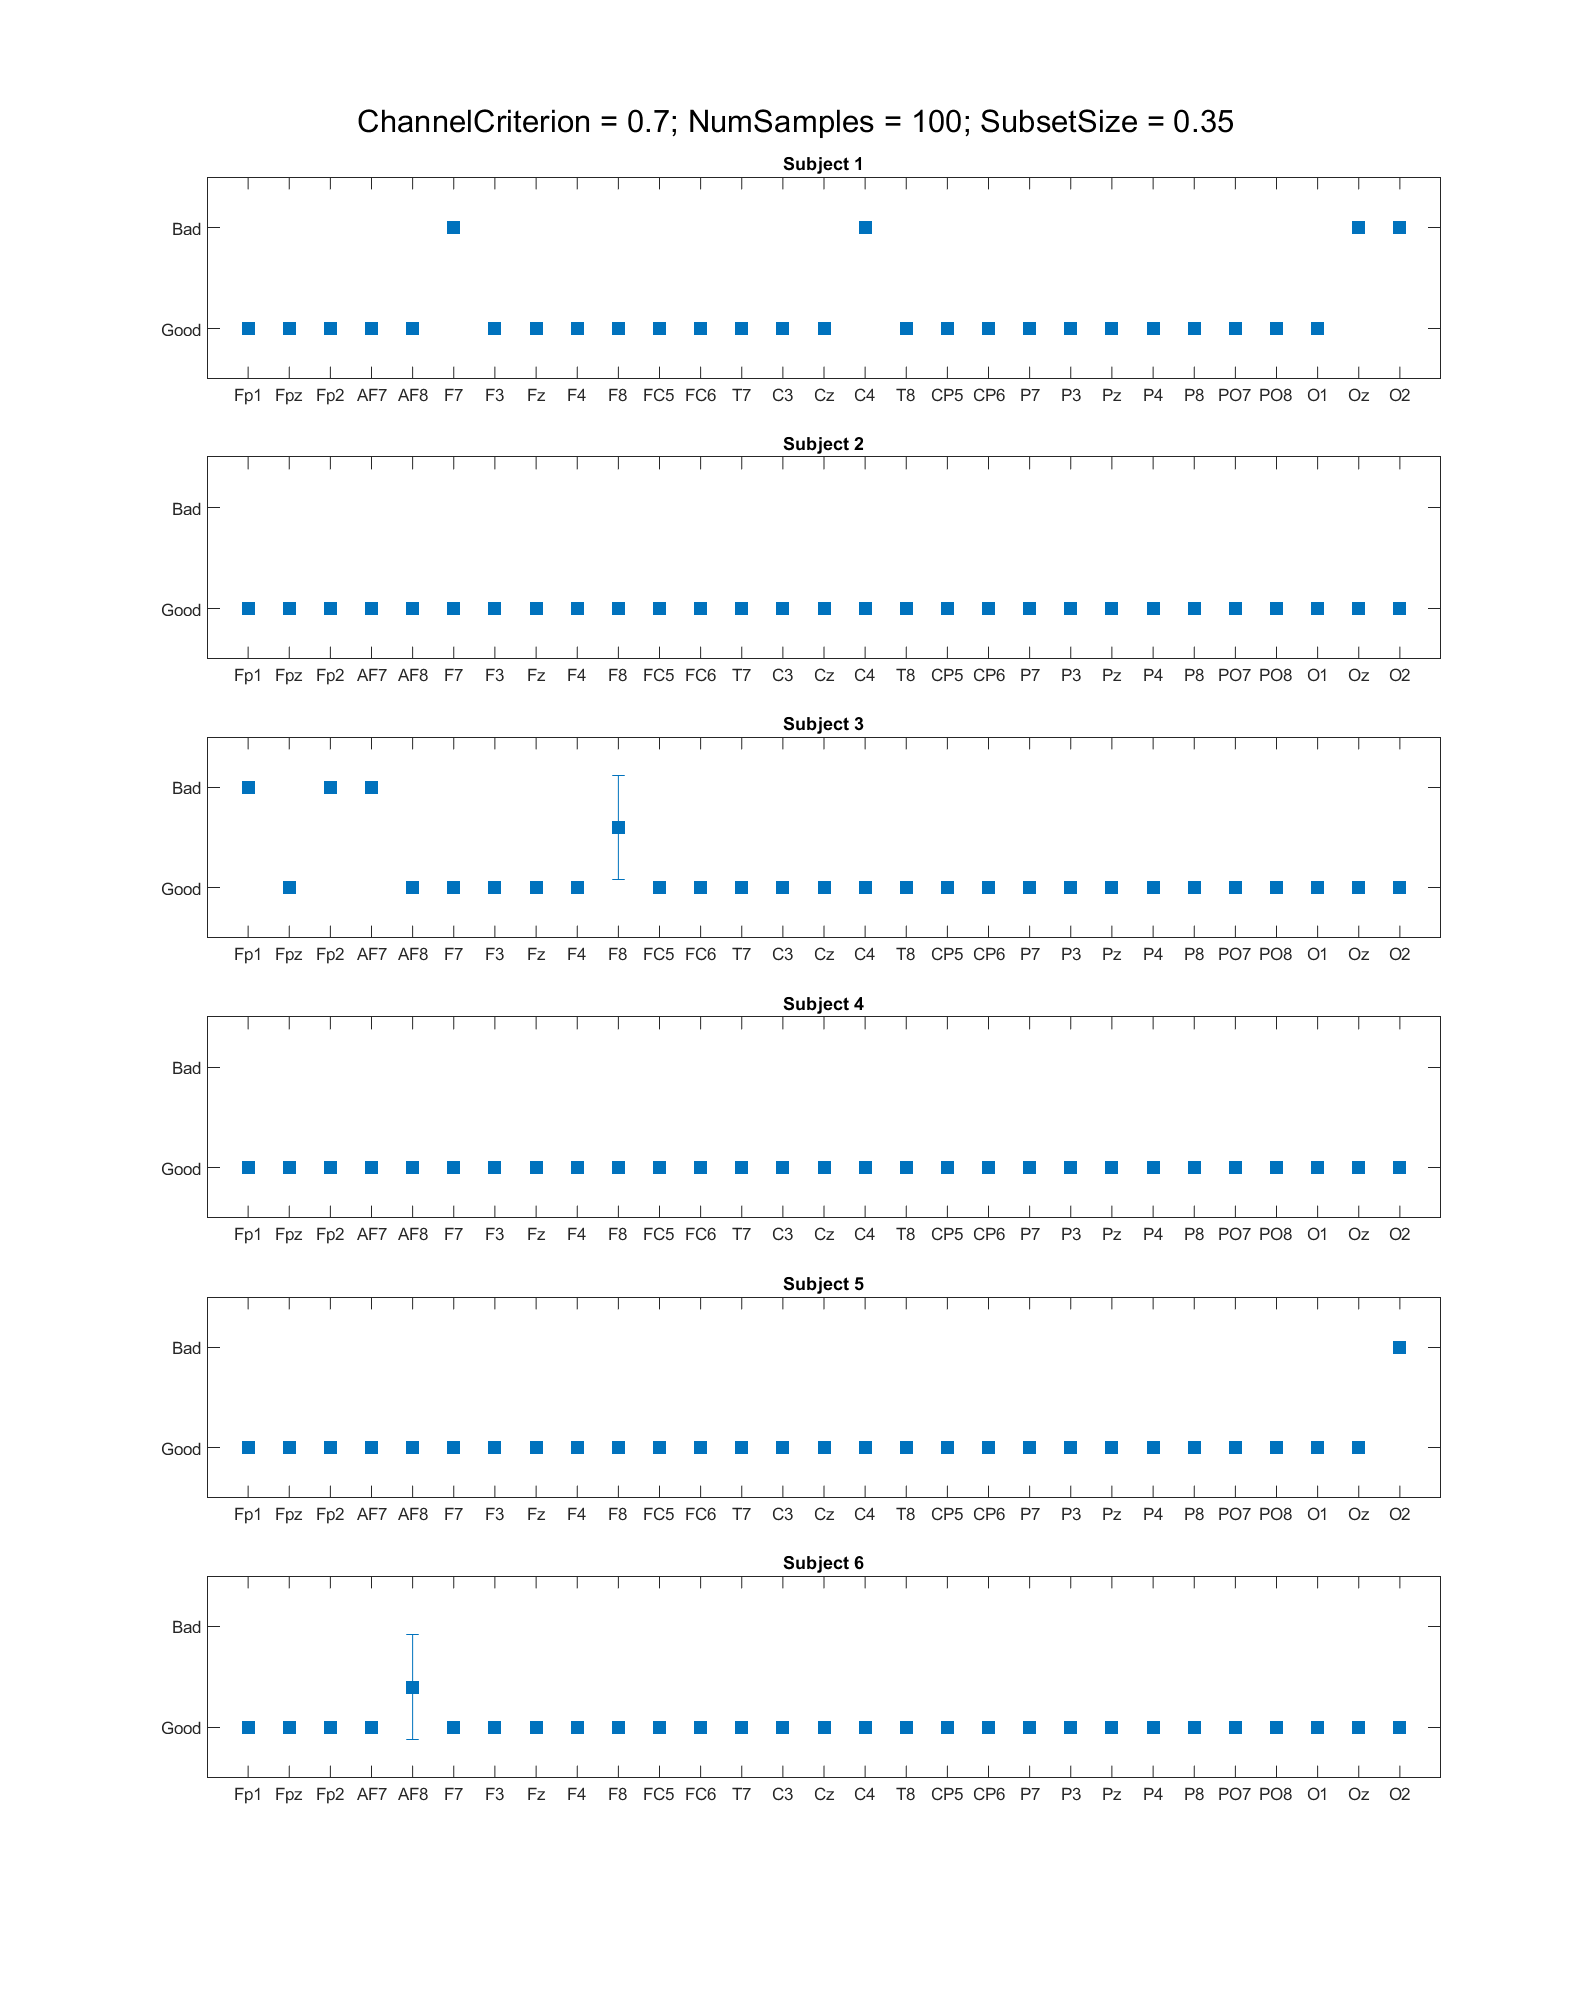 ChannelCriterion = 0.7; NumSamples = 100; SubsetSize = 0.35
Subject 1
Bad
Good
Fp1 Fpz Fp2 AF7 AF8 F7 F3 Fz F4 F8 FC5 FC6 T7 C3 Cz C4 T8 CP5 CP6 P7 P3 Pz P4 P8 PO7 PO8 O1 Oz O2
Subject 2
Bad
Good
Fp1 Fpz Fp2 AF7 AF8 F7 F3 Fz F4 F8 FC5 FC6 T7 C3 Cz C4 T8 CP5 CP6 P7 P3 Pz P4 P8 PO7 PO8 O1 Oz O2
Subject 3
Bad
Good
Fp1 Fpz Fp2 AF7 AF8 F7 F3 Fz F4 F8 FC5 FC6 T7 C3 Cz C4 T8 CP5 CP6 P7 P3 Pz P4 P8 PO7 PO8 O1 Oz O2
Subject 4
Bad
Good
Fp1 Fpz Fp2 AF7 AF8 F7 F3 Fz F4 F8 FC5 FC6 T7 C3 Cz C4 T8 CP5 CP6 P7 P3 Pz P4 P8 PO7 PO8 O1 Oz O2
Subject 5
Bad
Good
Fp1 Fpz Fp2 AF7 AF8 F7 F3 Fz F4 F8 FC5 FC6 T7 C3 Cz C4 T8 CP5 CP6 P7 P3 Pz P4 P8 PO7 PO8 O1 Oz O2
Subject 6
Bad
Good
Fp1 Fpz Fp2 AF7 AF8 F7 F3 Fz F4 F8 FC5 FC6 T7 C3 Cz C4 T8 CP5 CP6 P7 P3 Pz P4 P8 PO7 PO8 O1 Oz O2